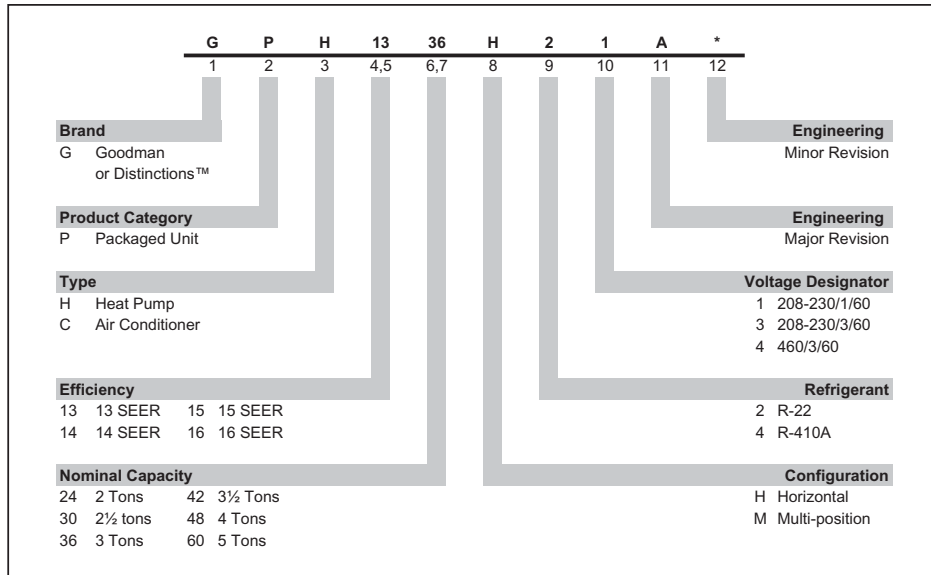 G P H 13 36 H 2 1 A *
1 2 3 4,5 6,7 8 9 10 11 12
Brand
G Goodman
or Distinctions™
Product Category
P Packaged Unit
Type
H Heat Pump
C Air Conditioner
Efficiency
13 13 SEER 15 15 SEER
14 14 SEER 16 16 SEER
Nominal Capacity
24 2 Tons 42 3½ Tons
30 2½ tons 48 4 Tons
36 3 Tons 60 5 Tons
Engineering
Minor Revision
Engineering
Major Revision
Voltage Designator
1 208-230/1/60
3 208-230/3/60
4 460/3/60
Refrigerant
2 R-22
4 R-410A
Configuration
H Horizontal
M Multi-position